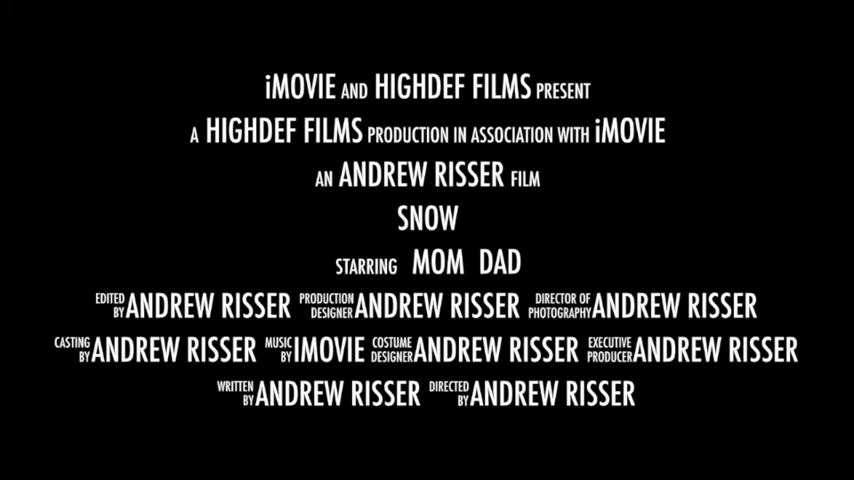 iMOVIE AND HIGHDEF FILMS PRESENT
A HIGHDEF FILMS PRODUCTION IN ASSOCIATION WITH iMOVIE
AN ANDREW RISSER FILM
SNOW
STARRING MOM DAD
EDITED BY ANDREW RISSER PRODUCTION DESIGNER ANDREW RISSER DIRECTOR OF PHOTOGRAPHY ANDREW RISSER
CASTING BY ANDREW RISSER MUSIC BY IMOVIE COSTUME DESIGNER ANDREW RISSER EXECUTIVE PRODUCER ANDREW RISSER
WRITTEN BY ANDREW RISSER DIRECTED BY ANDREW RISSER